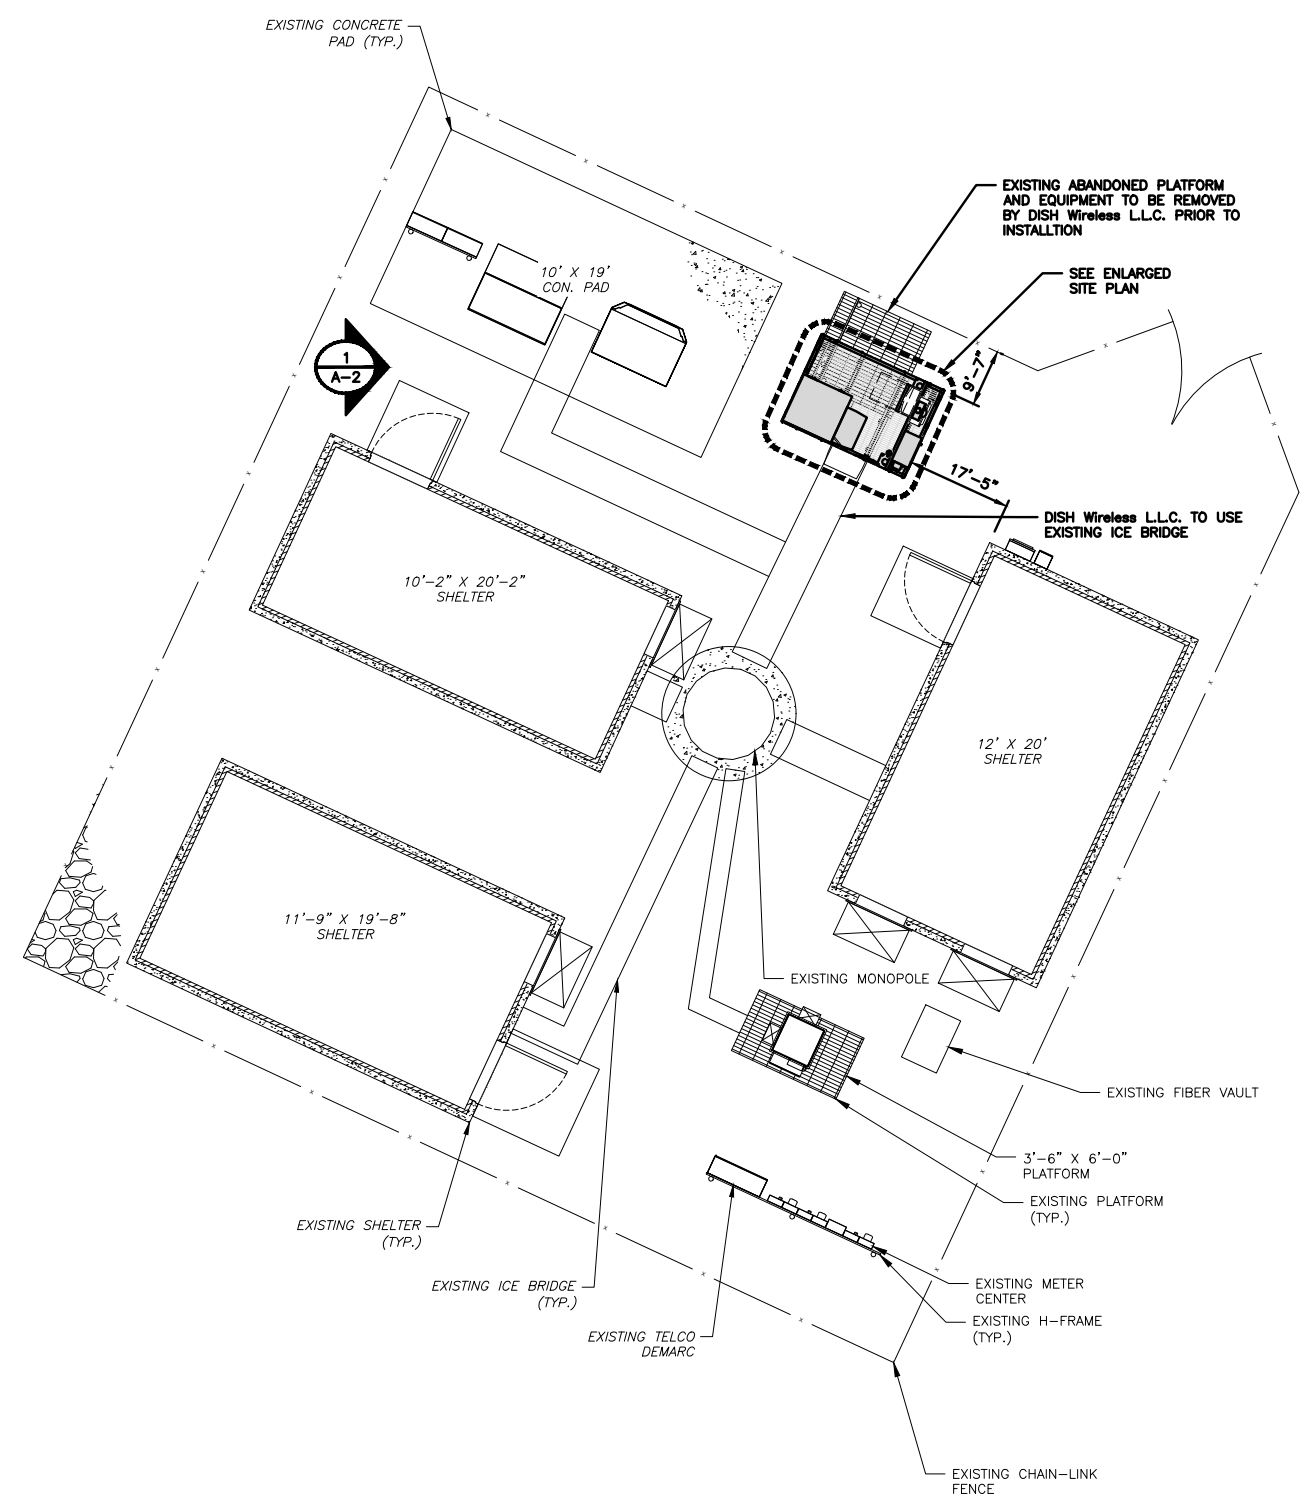 EXISTING CONCRETE
PAD (TYP.)
EXISTING ABANDONED PLATFORM
AND EQUIPMENT TO BE REMOVED
BY DISH Wireless L.L.C. PRIOR TO
INSTALLTION
10' X 19'
CON. PAD
SEE ENLARGED
SITE PLAN
1
A-2
9'-7"
17'-5"
DISH Wireless L.L.C. TO USE
EXISTING ICE BRIDGE
10'-2" X 20'-2"
SHELTER
12' X 20'
SHELTER
11'-9" X 19'-8"
SHELTER
EXISTING MONOPOLE
EXISTING FIBER VAULT
3'-6" X 6'-0"
PLATFORM
EXISTING PLATFORM
(TYP.)
EXISTING SHELTER
(TYP.)
EXISTING ICE BRIDGE
(TYP.)
EXISTING METER
CENTER
EXISTING H-FRAME
(TYP.)
EXISTING TELCO
DEMARC
EXISTING CHAIN-LINK
FENCE